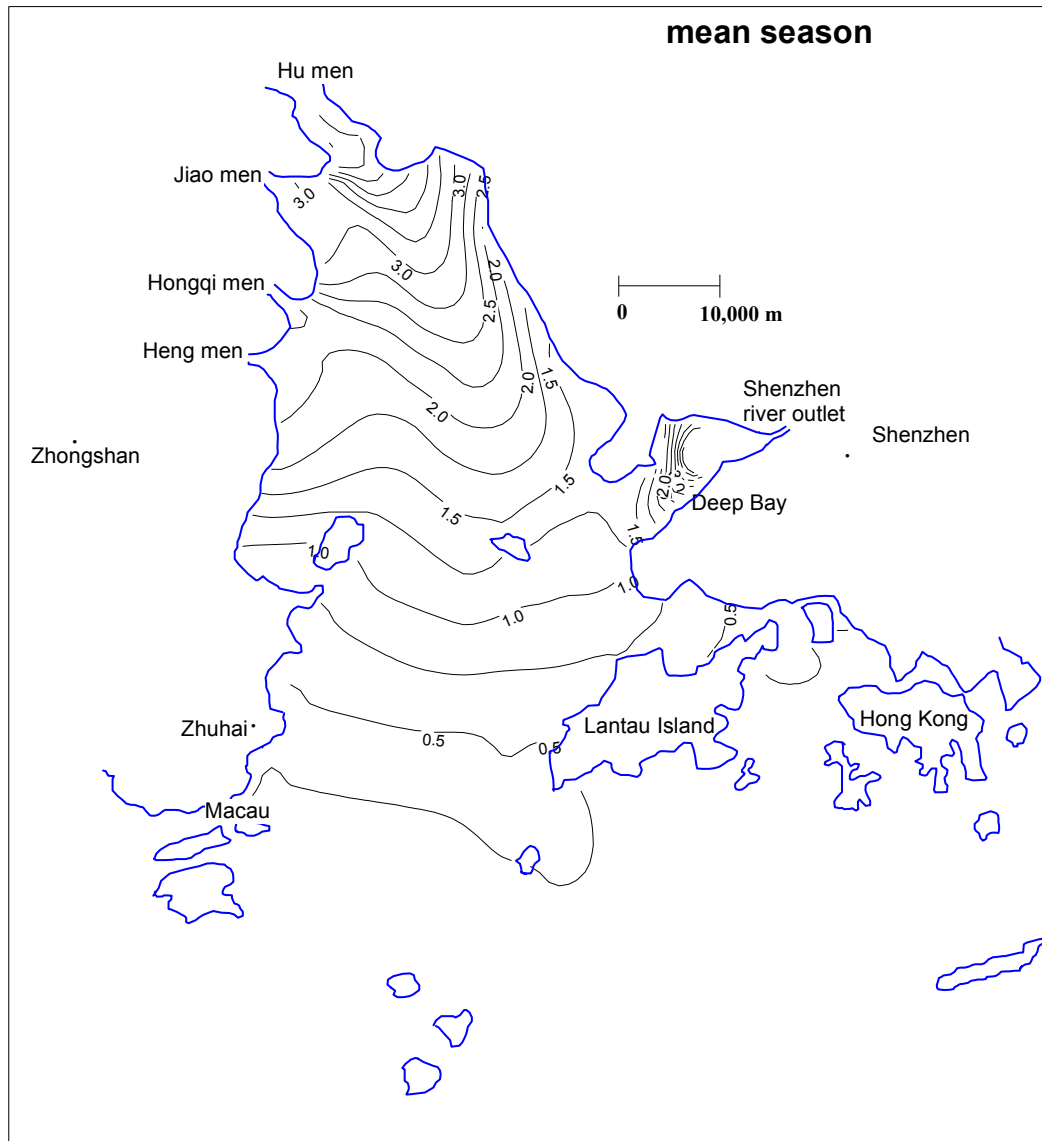 mean season
Hu men
Jiao men
3.0
3.0
2.5
Hongqi men
3.0
2.0
2.5
0
10,000 m
Heng men
2.0
1.5
2.0
Shenzhen
river outlet
Shenzhen
Zhongshan
1.5
2.0
Deep Bay
1.5
1.5
1.0
1.0
1.0
0.5
Zhuhai
0.5
0.5
Lantau Island
Hong Kong
Macau